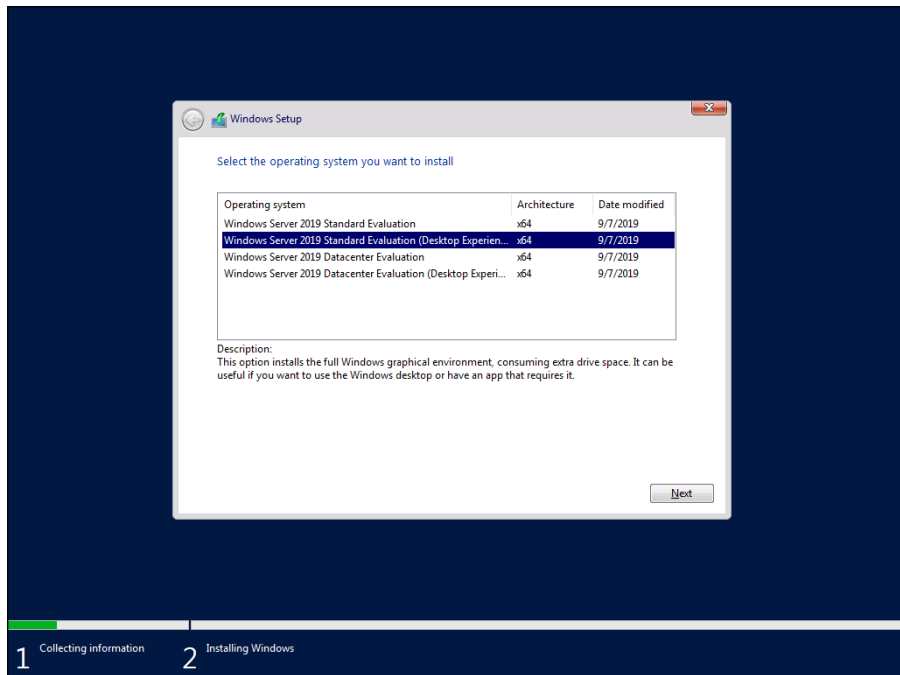 Windows Setup
Select the operating system you want to install
Operating system Architecture Date modified
Windows Server 2019 Standard Evaluation x64 9/7/2019
Windows Server 2019 Standard Evaluation (Desktop Experien... x64 9/7/2019
Windows Server 2019 Datacenter Evaluation x64 9/7/2019
Windows Server 2019 Datacenter Evaluation (Desktop Experi... x64 9/7/2019
Description:
This option installs the full Windows graphical environment, consuming extra drive space. It can be
useful if you want to use the Windows desktop or have an app that requires it.
Next
1 Collecting information 2 Installing Windows